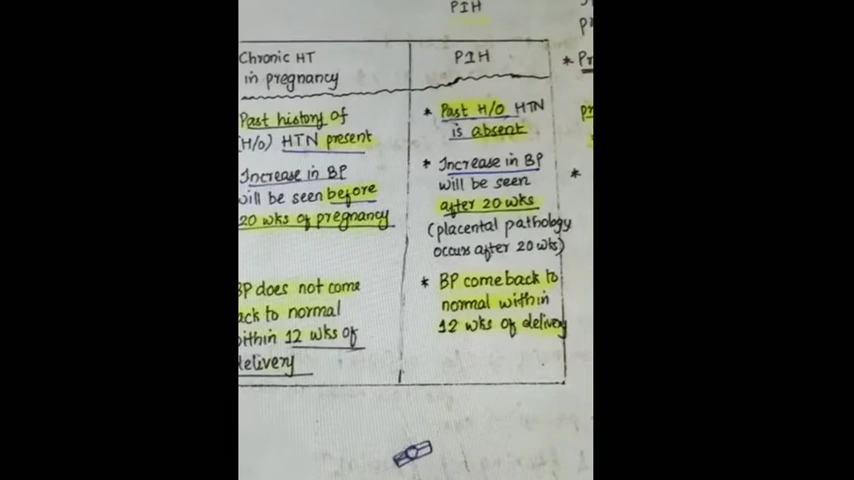 PIH
Chronic HT
in pregnancy
Past history of
(H/o) HTN present
Increase in BP
will be seen before
20 wks of pregnancy
BP does not come
back to normal
within 12 wks of
delivery
PIH
* Past H/O HTN
is absent
* Increase in BP
will be seen
after 20 wks
(placental pathology
occurs after 20 wks)
* BP come back to
normal within
12 wks of delivery
* Pr
pr
*